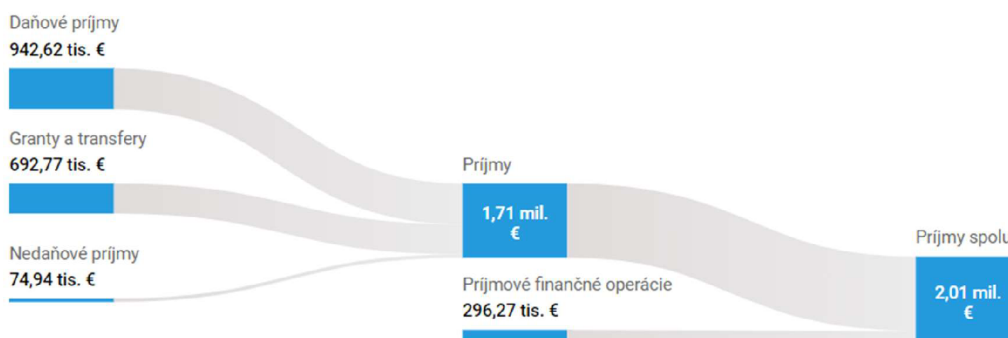 Daňové príjmy
942,62 tis. €
Granty a transfery
692,77 tis. €
Nedaňové príjmy
74,94 tis. €
Príjmy
1,71 mil.
€
Príjmové finančné operácie
296,27 tis. €
Príjmy spolu
2,01 mil.
€